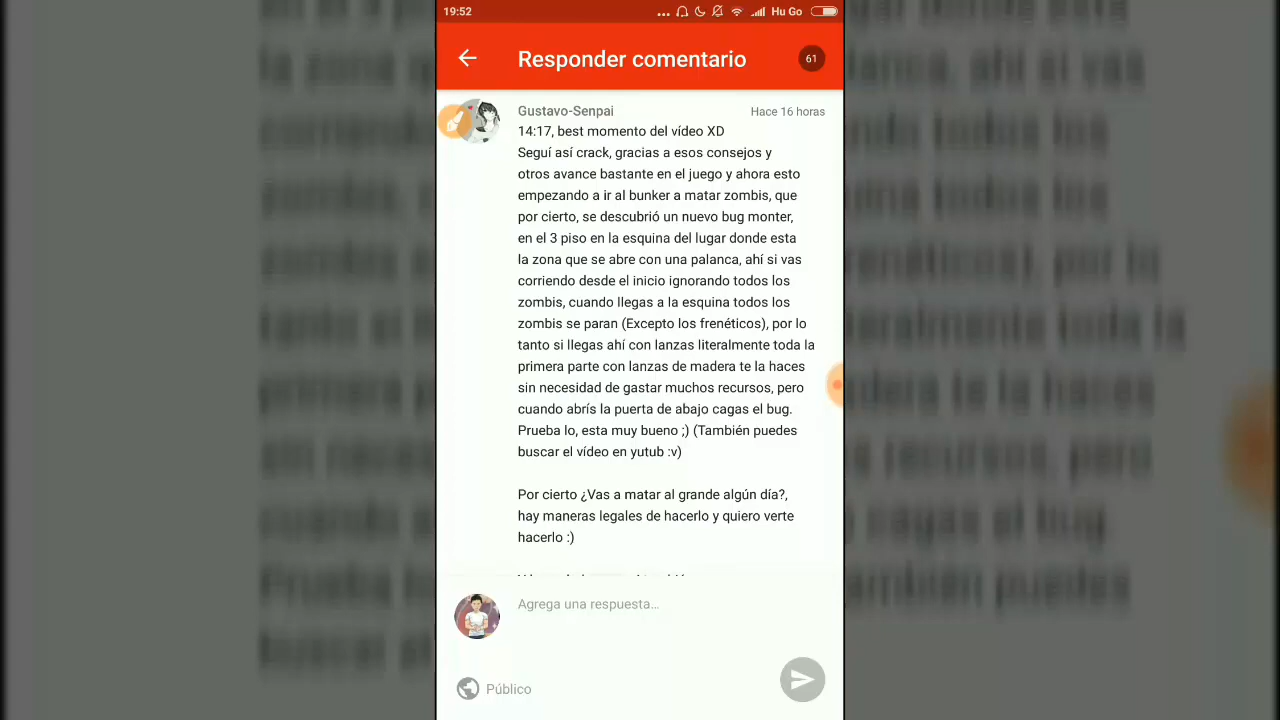 19:52
Hu Go
Responder comentario
61
Gustavo-Senpai
Hace 16 horas
14:17, best momento del vídeo XD
Seguí así crack, gracias a esos consejos y
otros avance bastante en el juego y ahora esto
empezando a ir al bunker a matar zombis, que
por cierto, se descubrió un nuevo bug monter,
en el 3 piso en la esquina del lugar donde esta
la zona que se abre con una palanca, ahí si vas
corriendo desde el inicio ignorando todos los
zombis, cuando llegas a la esquina todos los
zombis se paran (Excepto los frenéticos), por lo
tanto si llegas ahí con lanzas literalmente toda la
primera parte con lanzas de madera te la haces
sin necesidad de gastar muchos recursos, pero
cuando abrís la puerta de abajo cagas el bug.
Prueba lo, esta muy bueno ;) (También puedes
buscar el vídeo en yutub :v)
Por cierto ¿Vas a matar al grande algún día?,
hay maneras legales de hacerlo y quiero verte
hacerlo :)
Agrega una respuesta...
Público